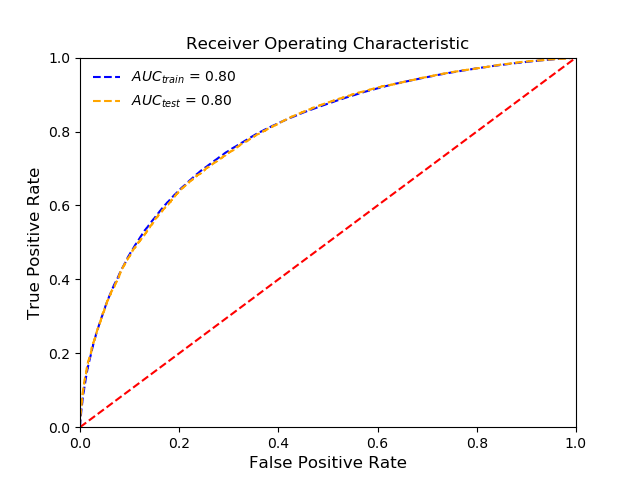 Receiver Operating Characteristic
AUCtrain = 0.80
AUCtest = 0.80
True Positive Rate
1.0
0.8
0.6
0.4
0.2
0.0
0.0 0.2 0.4 0.6 0.8 1.0
False Positive Rate